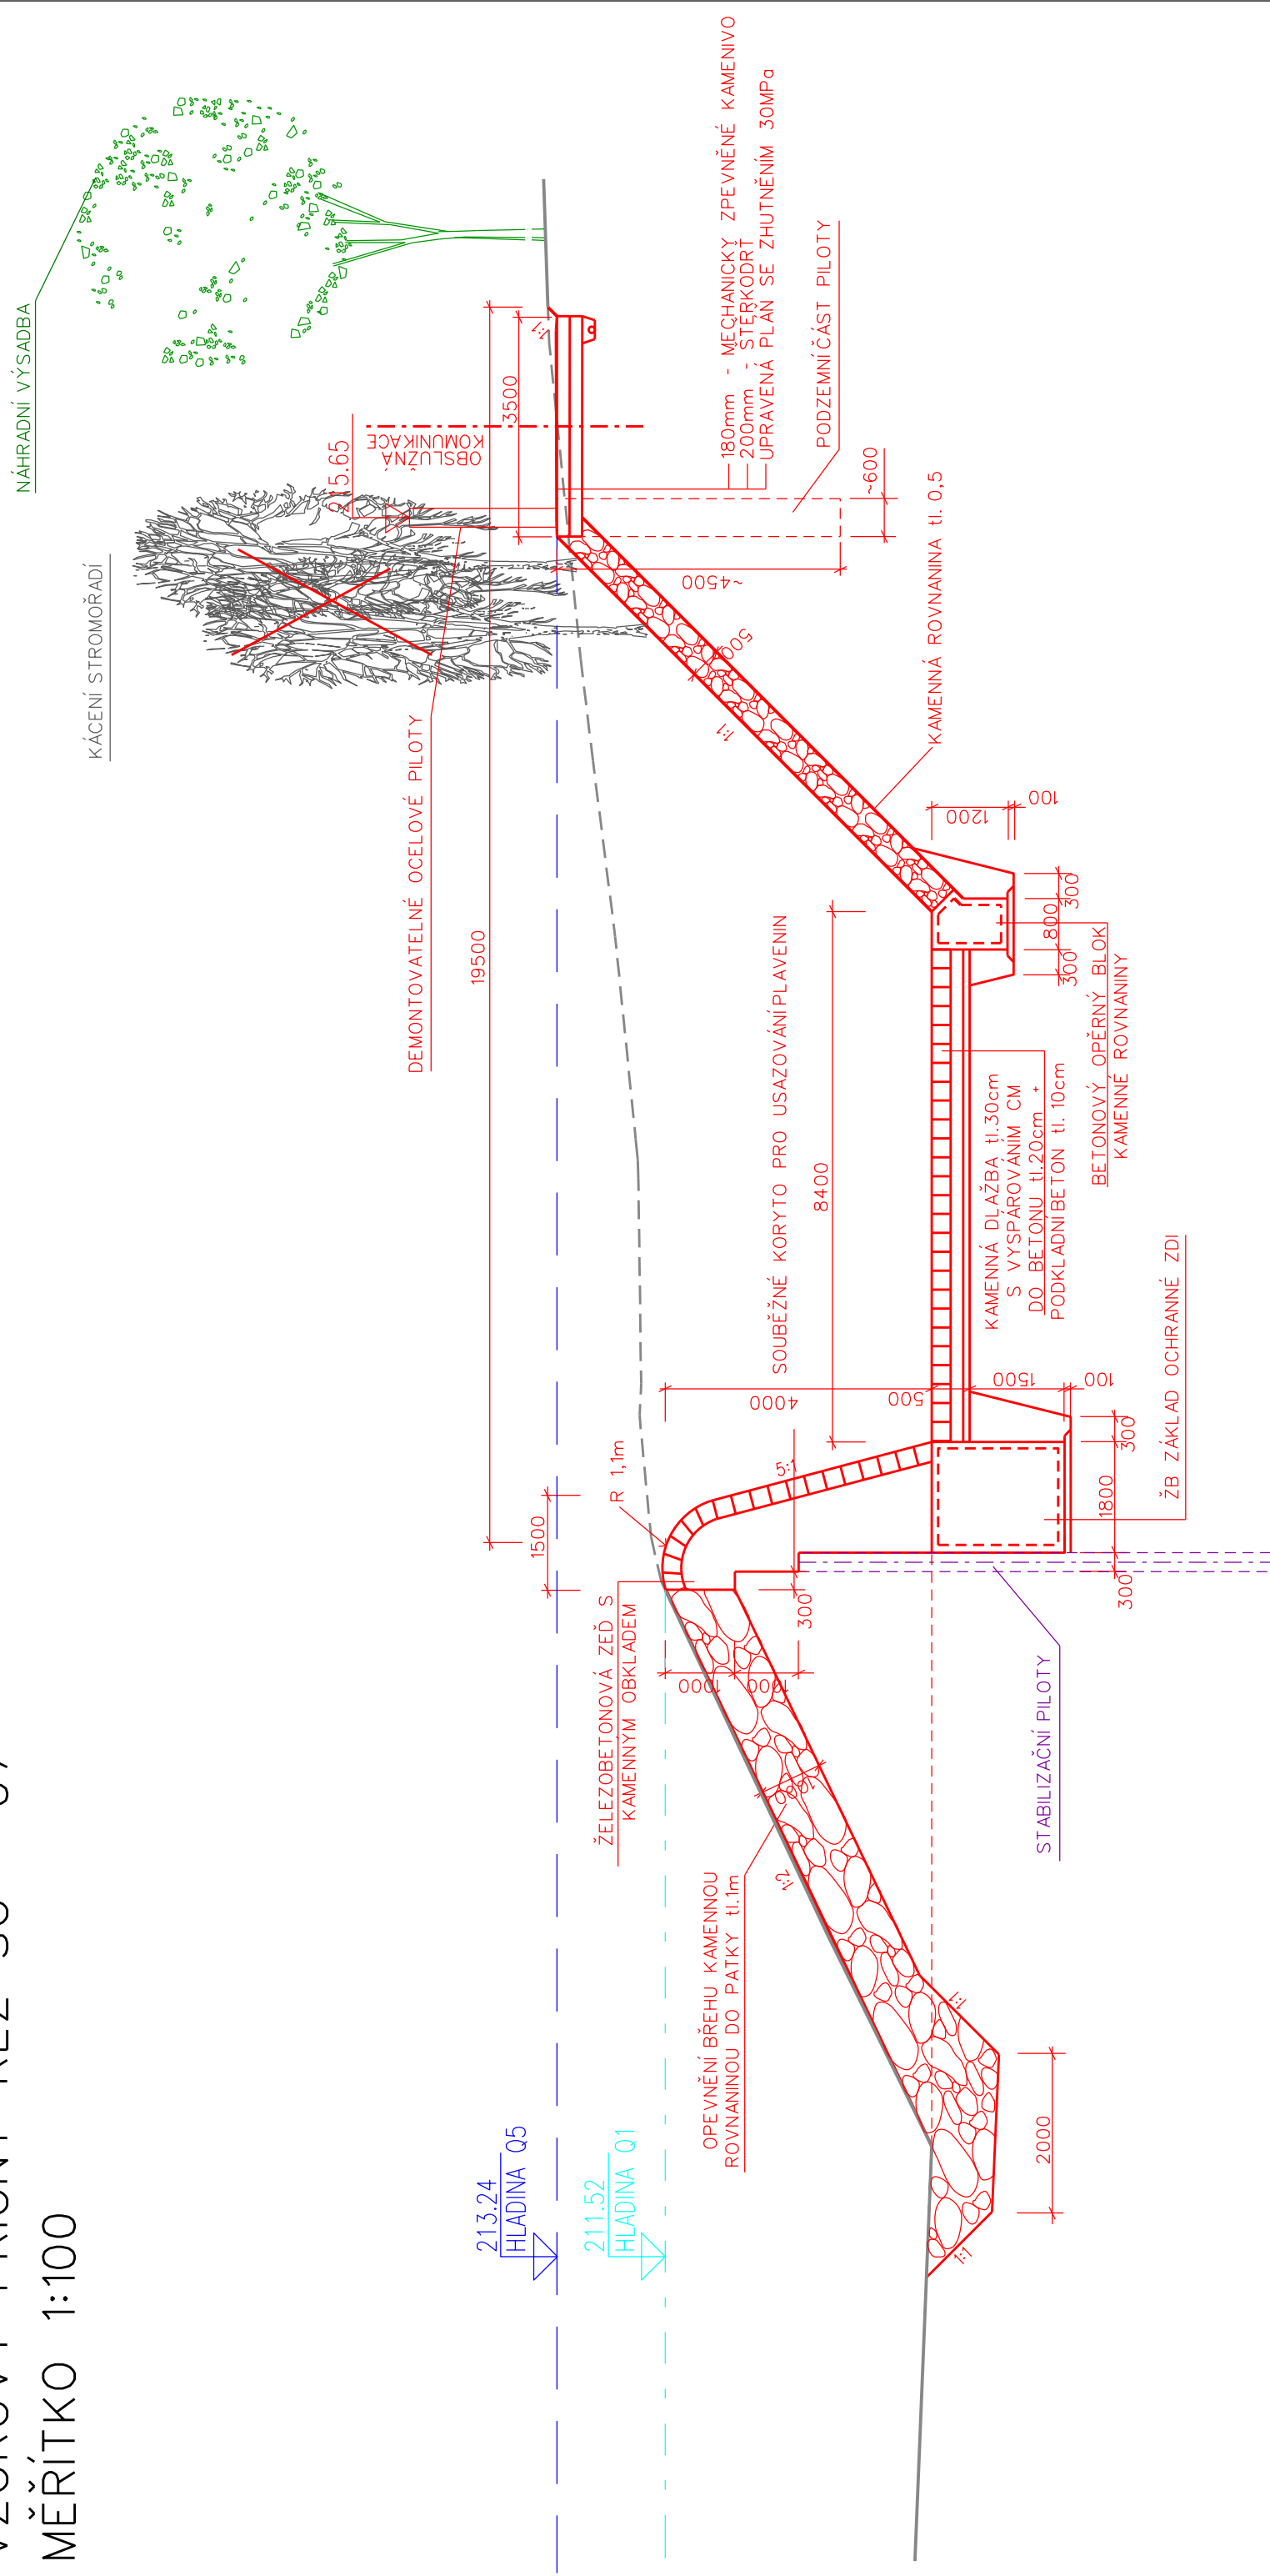 MĚŘÍTKO 1:100
NÁHRADNÍ VÝSADBA
KÁCENÍ STROMOŘADÍ
215.65
OBSLUŽNÁ
KOMUNIKACE
3500
DEMONTOVATELNÉ OCELOVÉ PILOTY
19500
180mm - MECHANICKY ZPEVNĚNÉ KAMENIVO
200mm - ŠTĚRKODRŤ
UPRAVENÁ PLÁŇ SE ZHUTNĚNÍM 30MPa
PODZEMNÍ ČÁST PILOTY
~600
~4500
1:1
500
1:1
KAMENNÁ ROVNANINA tl. 0,5
1200
100
300
800
300
BETONOVÝ OPĚRNÝ BLOK
KAMENNÉ ROVNANINY
SOUBĚŽNÉ KORYTO PRO USAZOVÁNÍ PLAVENIN
8400
KAMENNÁ DLAŽBA tl.30cm
S VYSPÁROVÁNÍM CM
DO BETONU tl.20cm +
PODKLADNÍ BETON tl. 10cm
4000
500
1500
100
300
1800
300
ŽB ZÁKLAD OCHRANNÉ ZDI
5:1
R 1,1m
1500
ŽELEZOBETONOVÁ ZEĎ S
KAMENNÝM OBKLADEM
300
1000
1000
1000
STABILIZAČNÍ PILOTY
1:2
OPEVNĚNÍ BŘEHU KAMENNOU
ROVNANINOU DO PATKY tl.1m
1:1
2000
1:1
213.24
HLADINA Q5
211.52
HLADINA Q1